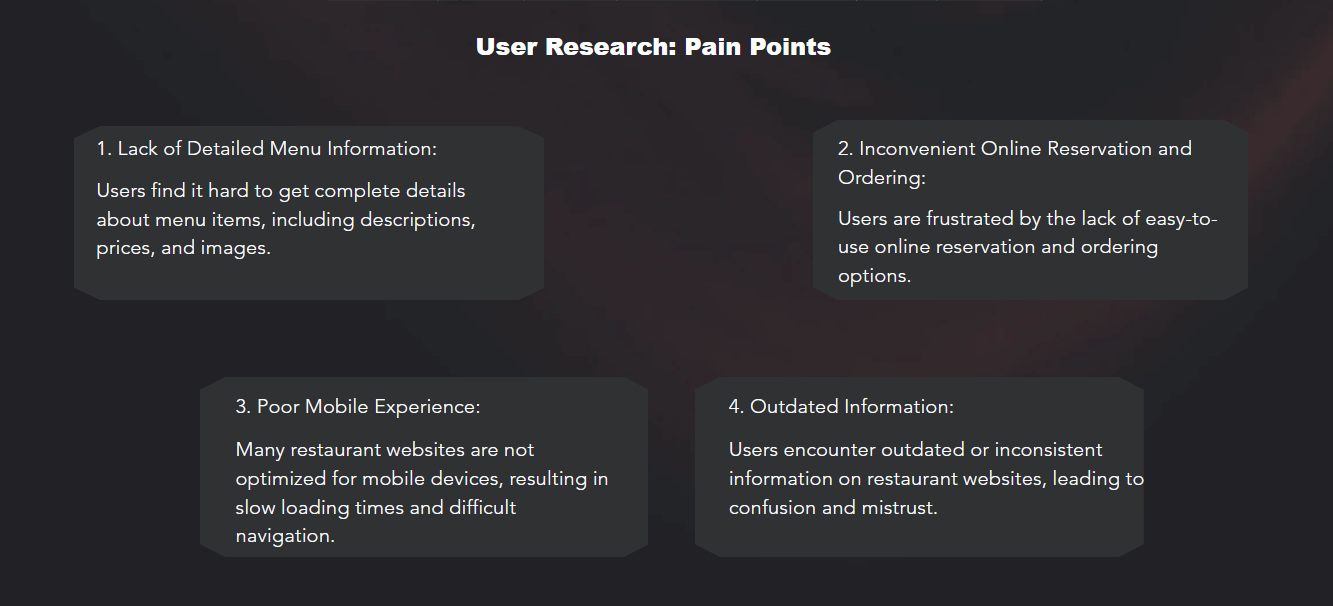 User Research: Pain Points
1. Lack of Detailed Menu Information:
Users find it hard to get complete details
about menu items, including descriptions,
prices, and images.
2. Inconvenient Online Reservation and
Ordering:
Users are frustrated by the lack of easy-to-
use online reservation and ordering
options.
3. Poor Mobile Experience:
Many restaurant websites are not
optimized for mobile devices, resulting in
slow loading times and difficult
navigation.
4. Outdated Information:
Users encounter outdated or inconsistent
information on restaurant websites, leading to
confusion and mistrust.